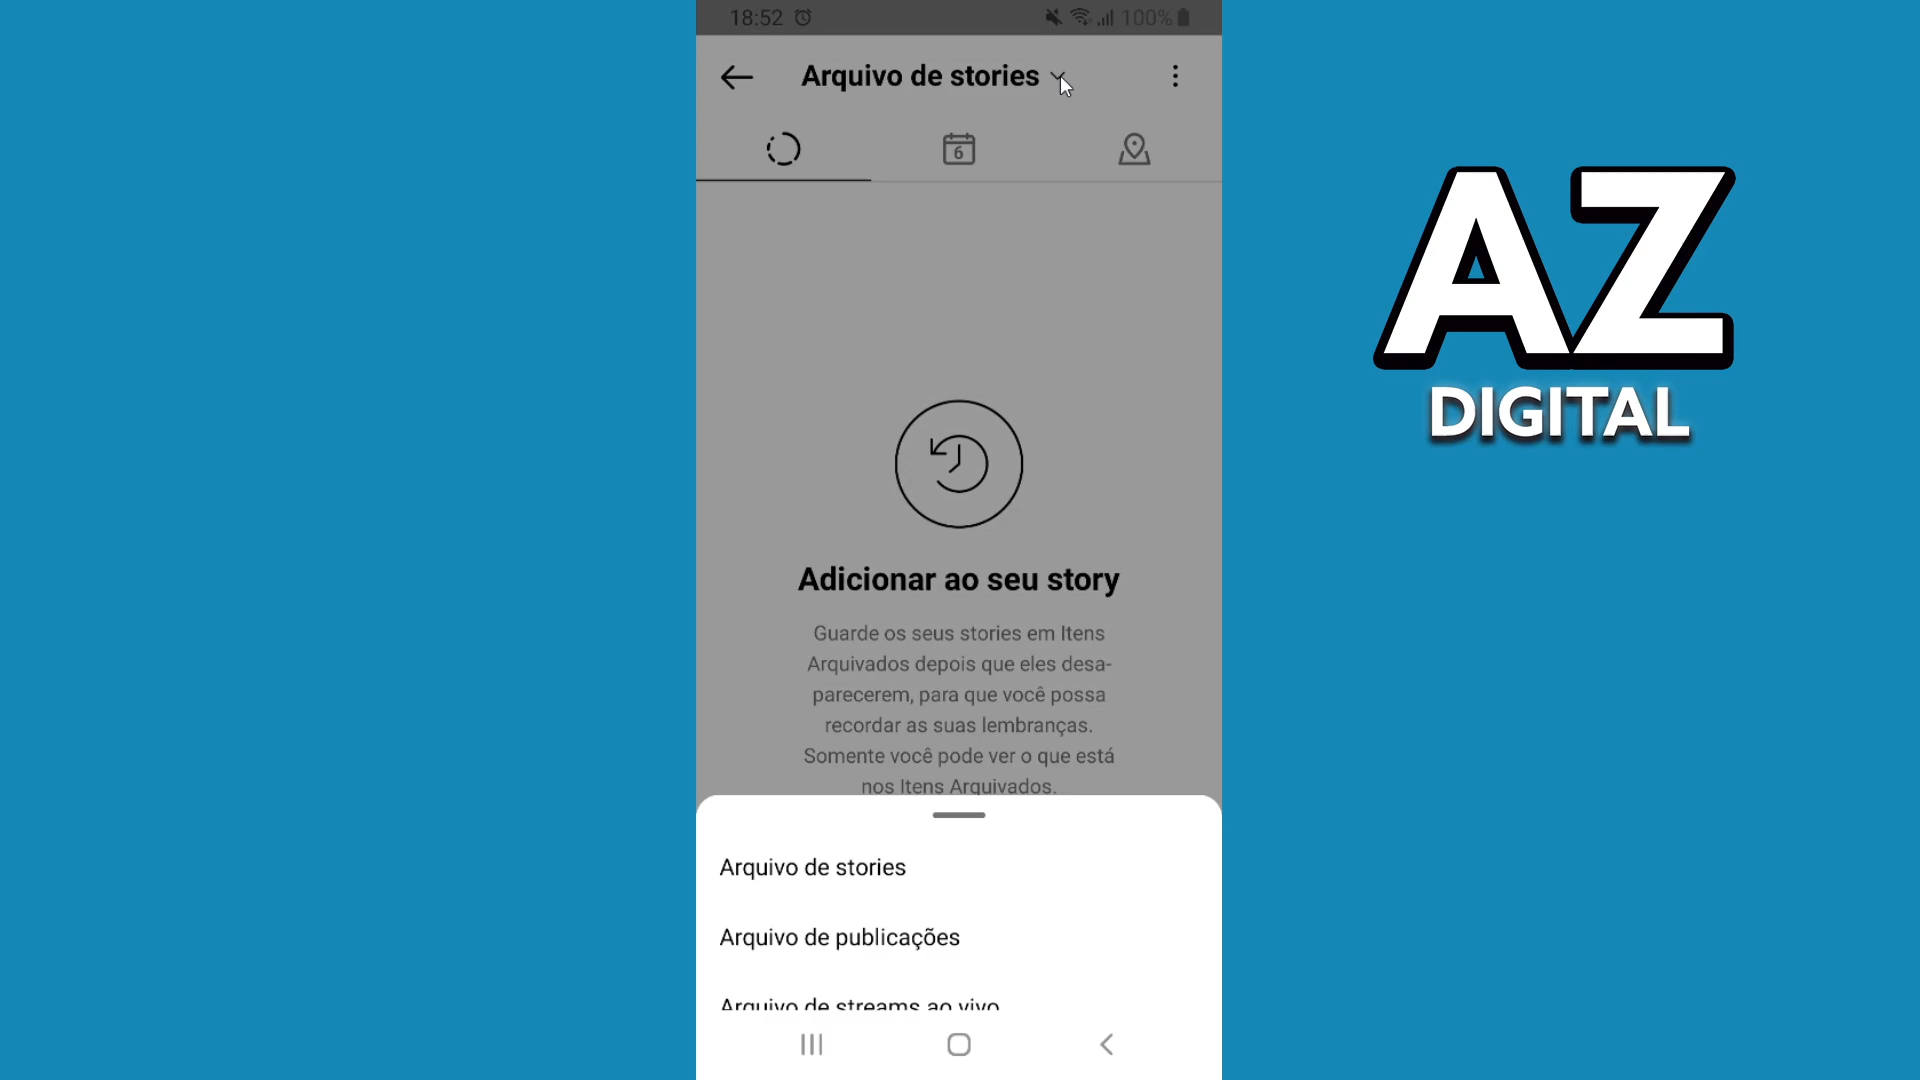 18:52
100%
Arquivo de stories
6
AZ
DIGITAL
Adicionar ao seu story
Guarde os seus stories em Itens
Arquivados depois que eles desa-
parecerem, para que você possa
recordar as suas lembranças.
Somente você pode ver o que está
nos Itens Arquivados.
Arquivo de stories
Arquivo de publicações
Arquivo de streams ao vivo